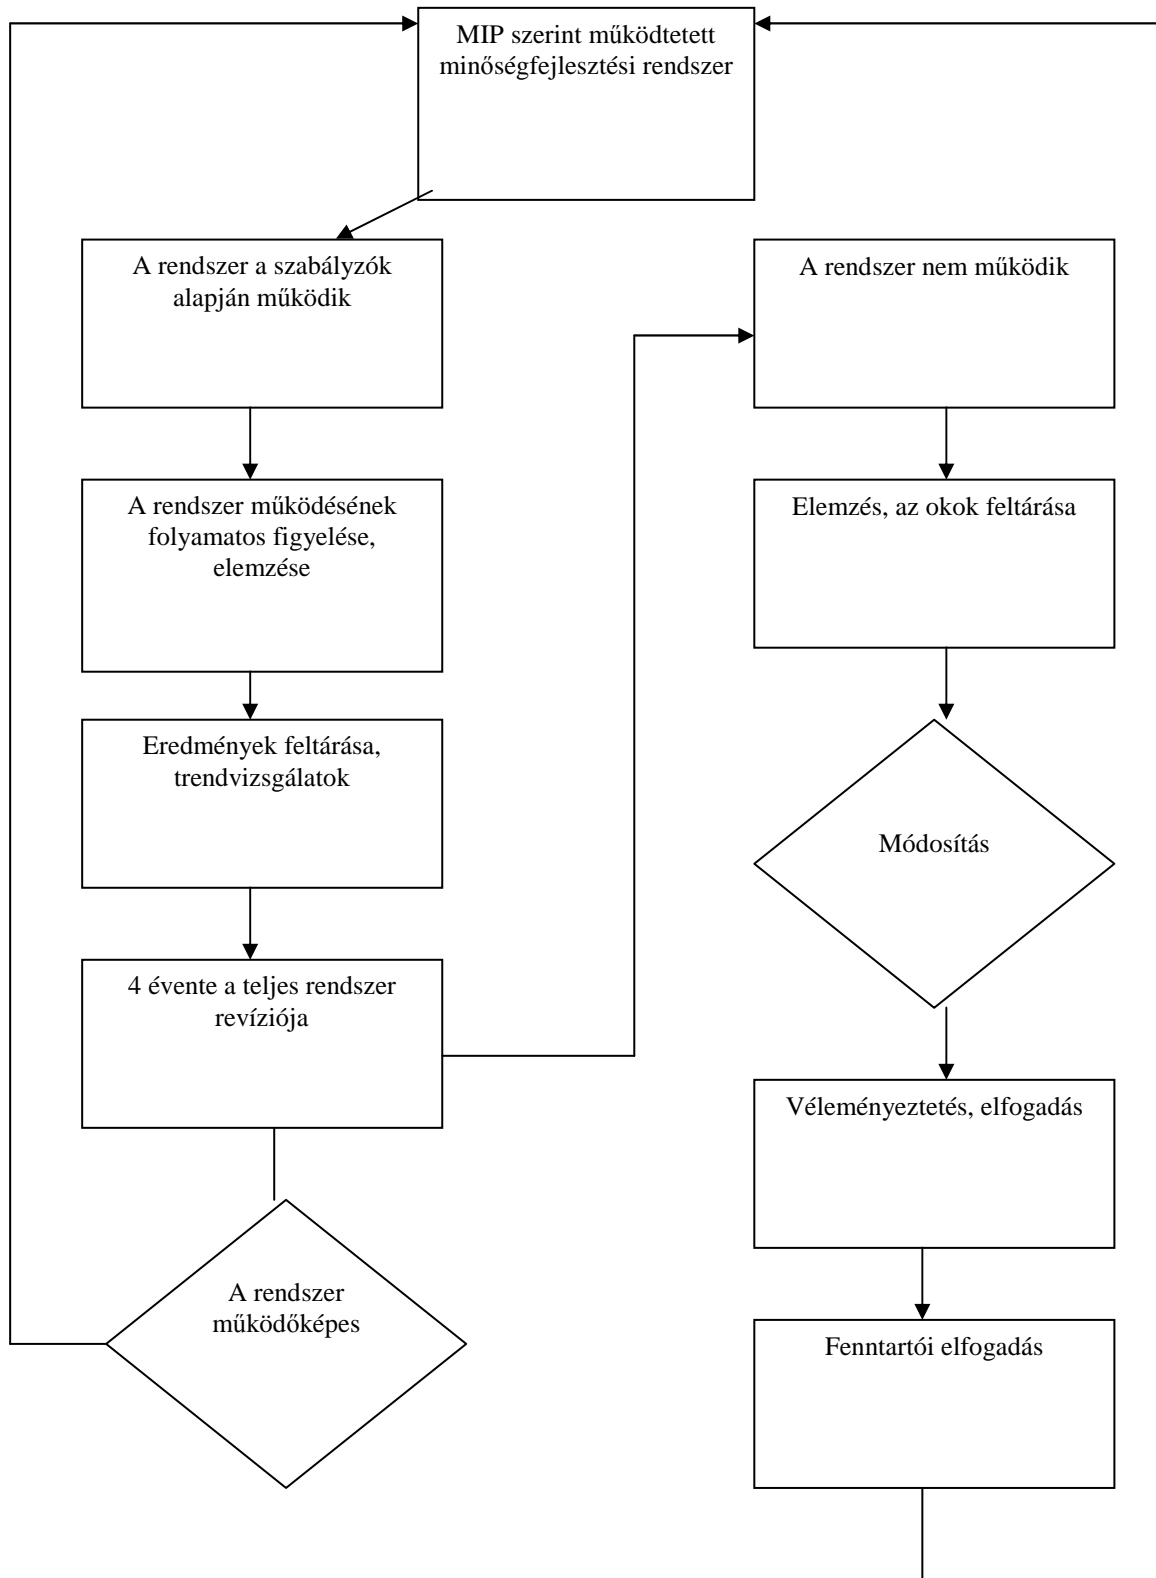 MIP szerint működtetett
minőségfejlesztési rendszer
A rendszer a szabályzók
alapján működik
A rendszer működésének
folyamatos figyelése,
elemzése
Eredmények feltárása,
trendvizsgálatok
4 évente a teljes rendszer
revíziója
A rendszer
működőképes
A rendszer nem működik
Elemzés, az okok feltárása
Módosítás
Véleményeztetés, elfogadás
Fenntartói elfogadás